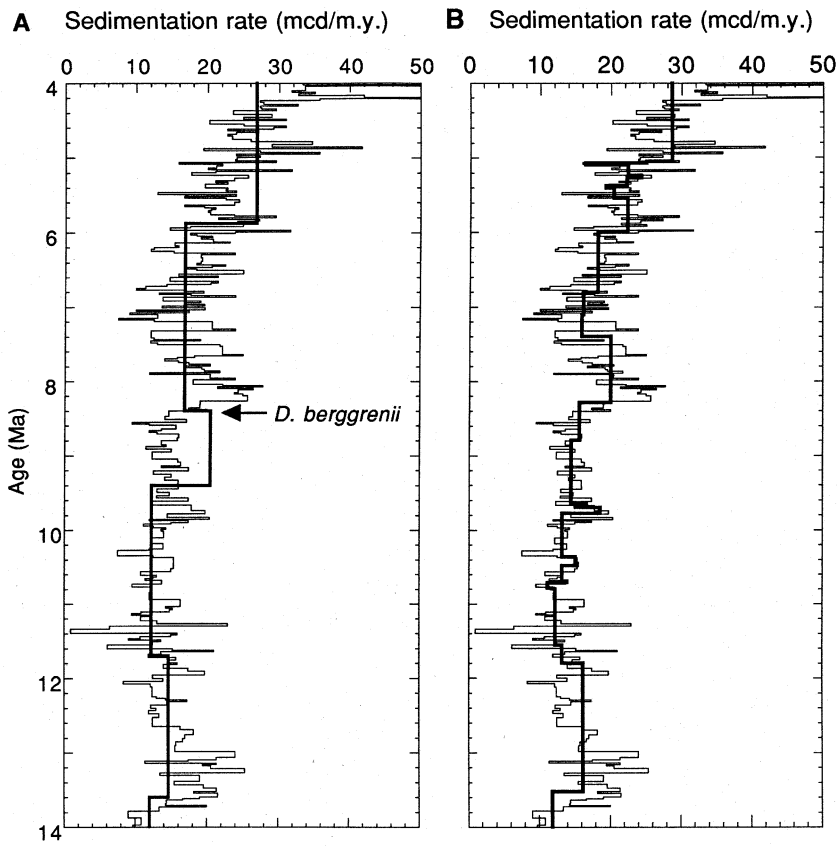 A Sedimentation rate (mcd/m.y.)
0 10 20 30 40 50
B Sedimentation rate (mcd/m.y.)
0 10 20 30 40 50
4
6
8
D. berggrenii
Age (Ma)
10
12
14